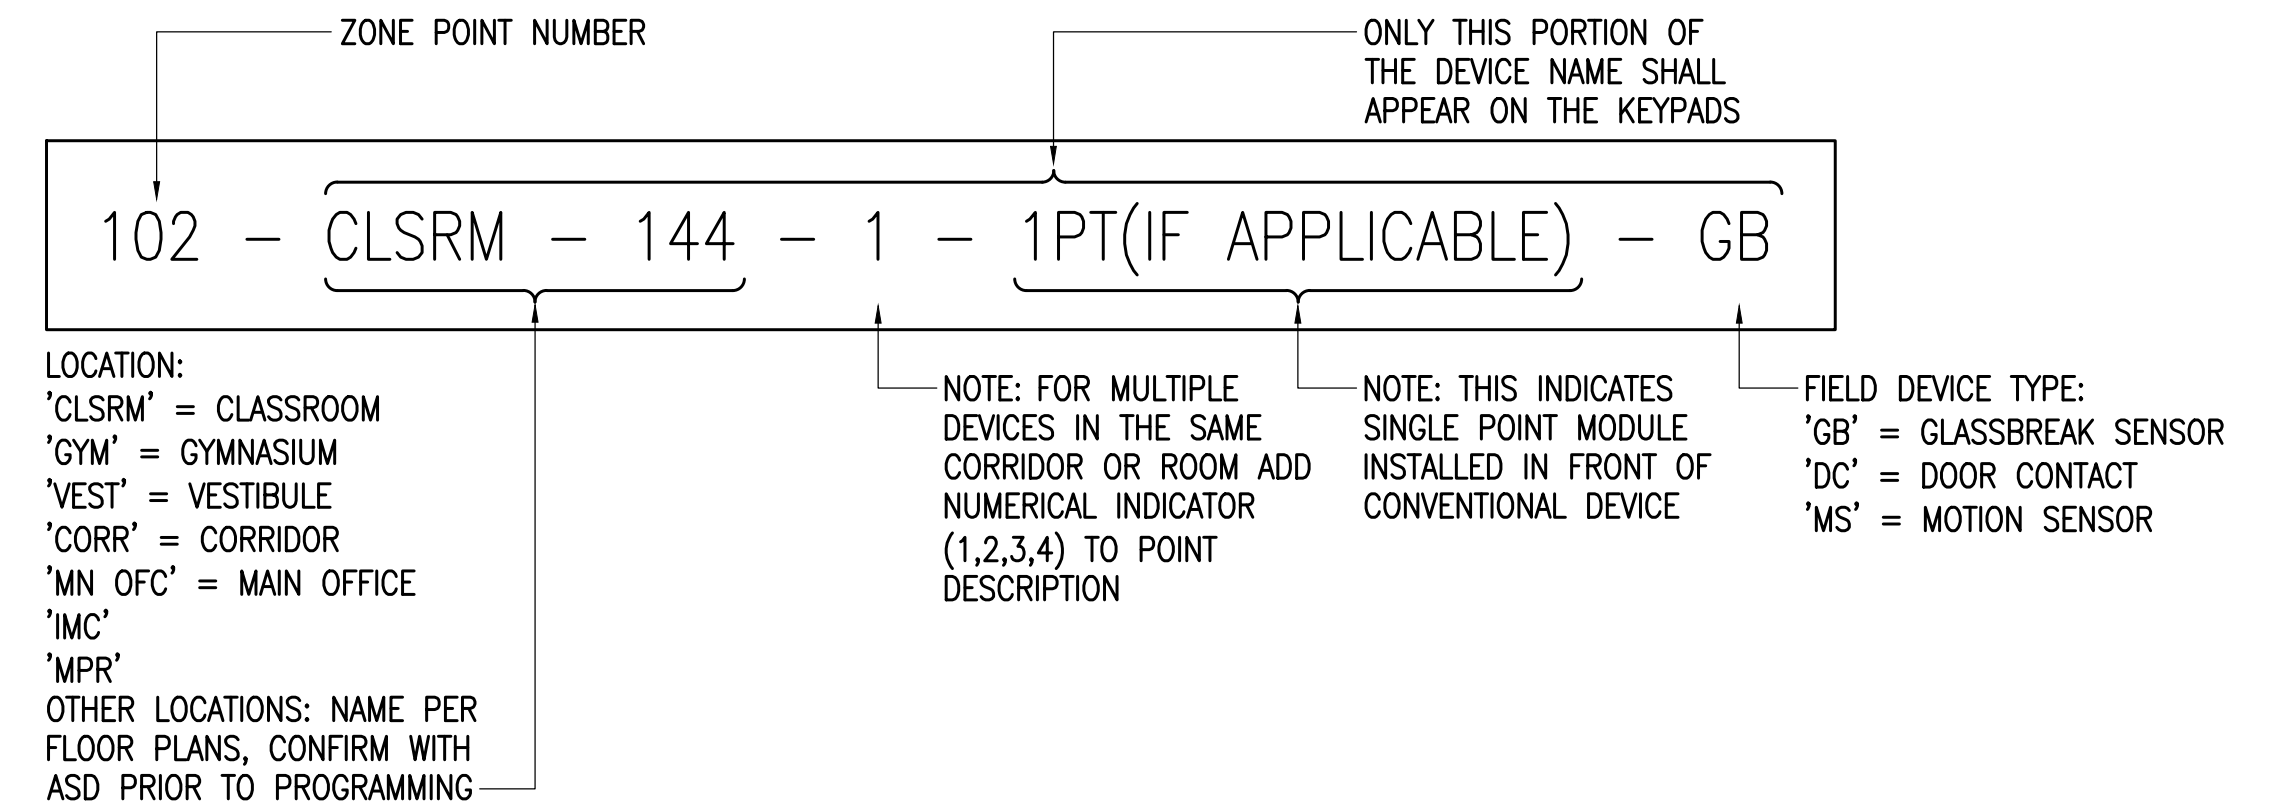 ZONE POINT NUMBER
ONLY THIS PORTION OF
THE DEVICE NAME SHALL
APPEAR ON THE KEYPADS
102 - CLSRM - 144 - 1 - 1PT(IF APPLICABLE) - GB
LOCATION:
'CLSRM' = CLASSROOM
'GYM' = GYMNASIUM
'VEST' = VESTIBULE
'CORR' = CORRIDOR
'MN OFC' = MAIN OFFICE
'IMC'
'MPR'
OTHER LOCATIONS: NAME PER
FLOOR PLANS, CONFIRM WITH
ASD PRIOR TO PROGRAMMING
NOTE: FOR MULTIPLE
DEVICES IN THE SAME
CORRIDOR OR ROOM ADD
NUMERICAL INDICATOR
(1,2,3,4) TO POINT
DESCRIPTION
NOTE: THIS INDICATES
SINGLE POINT MODULE
INSTALLED IN FRONT OF
CONVENTIONAL DEVICE
FIELD DEVICE TYPE:
'GB' = GLASSBREAK SENSOR
'DC' = DOOR CONTACT
'MS' = MOTION SENSOR